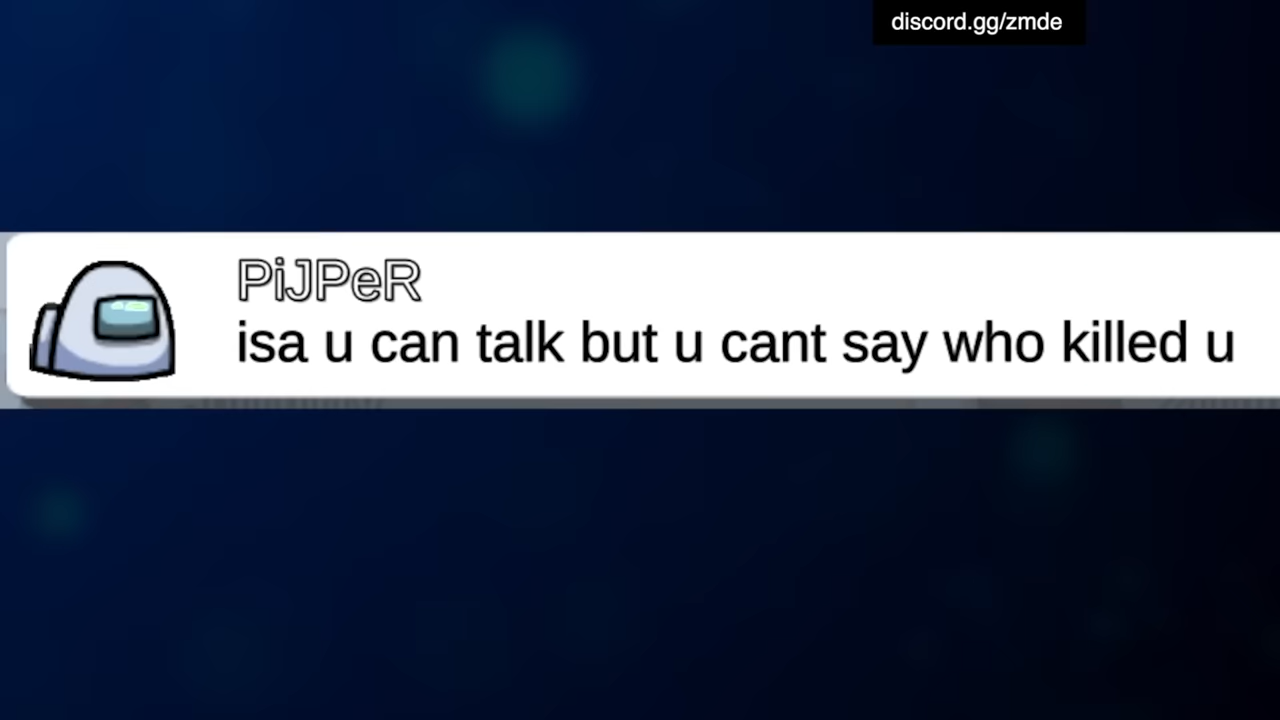 discord.gg/zmde
PiJPeR
isa u can talk but u cant say who killed u